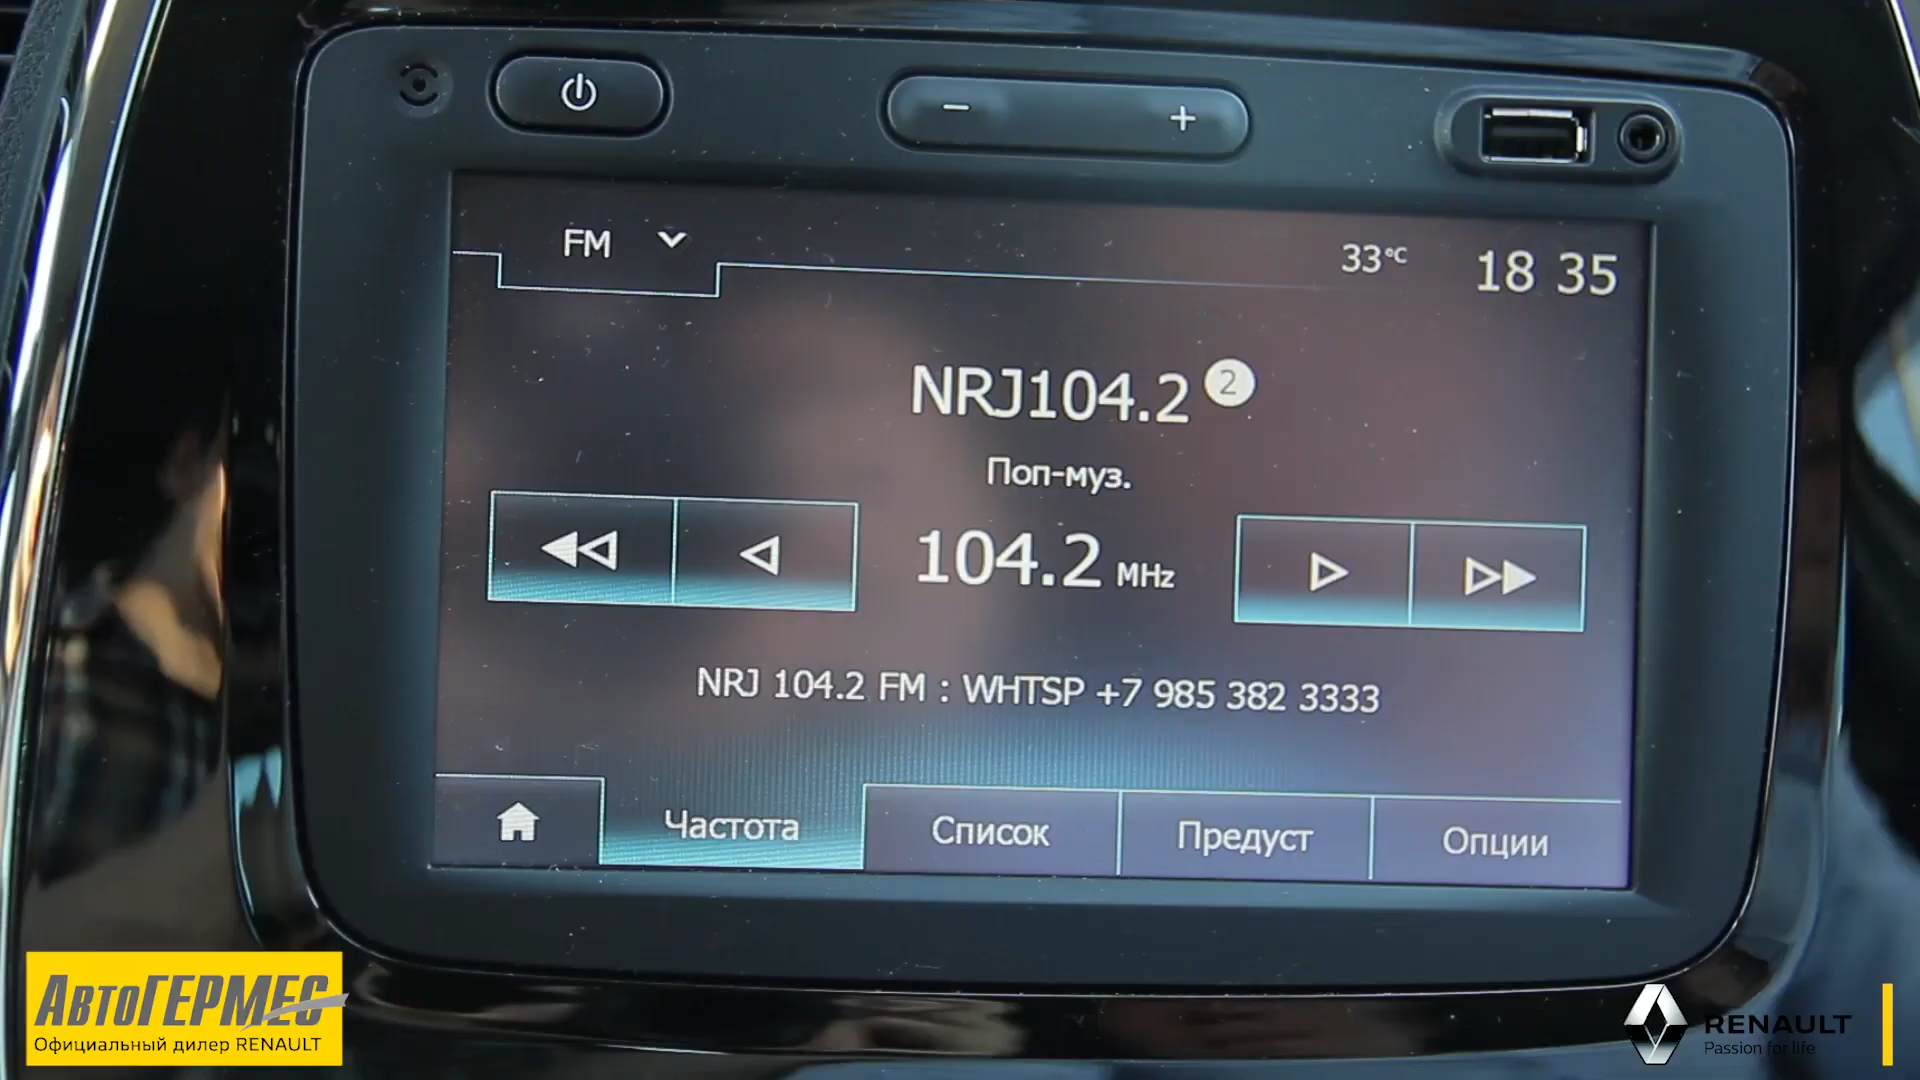 FM
33°C
18 35
NRJ104.2 2
Поп-муз.
104.2 MHz
NRJ 104.2 FM : WHTSP +7 985 382 3333
Частота
Список
Предуст
Опции
АвтоГЕРМЕС
Официальный дилер RENAULT
RENAULT
Passion for life